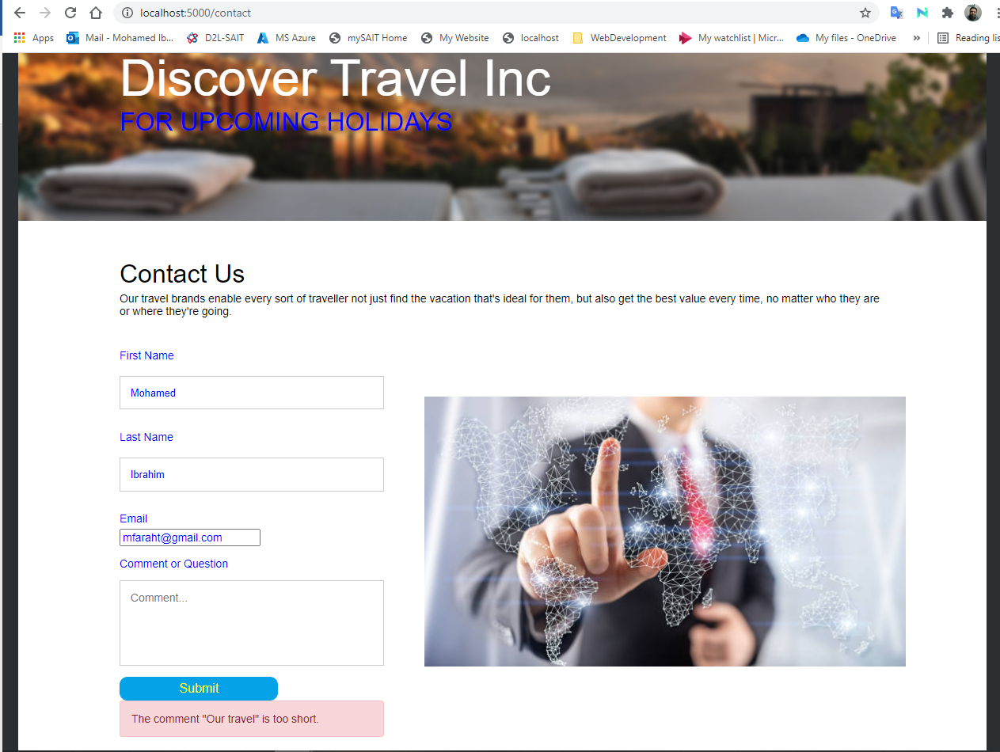 localhost:5000/contact
Apps Mail - Mohamed Ib... D2L-SAIT MS Azure mySAIT Home My Website localhost WebDevelopment My watchlist | Micr... My files - OneDrive » Reading lis
Discover Travel Inc
FOR UPCOMING HOLIDAYS
Contact Us
Our travel brands enable every sort of traveller not just find the vacation that's ideal for them, but also get the best value every time, no matter who they are
or where they're going.
First Name
Mohamed
Last Name
Ibrahim
Email
mfaraht@gmail.com
Comment or Question
Comment...
Submit
The comment "Our travel" is too short.